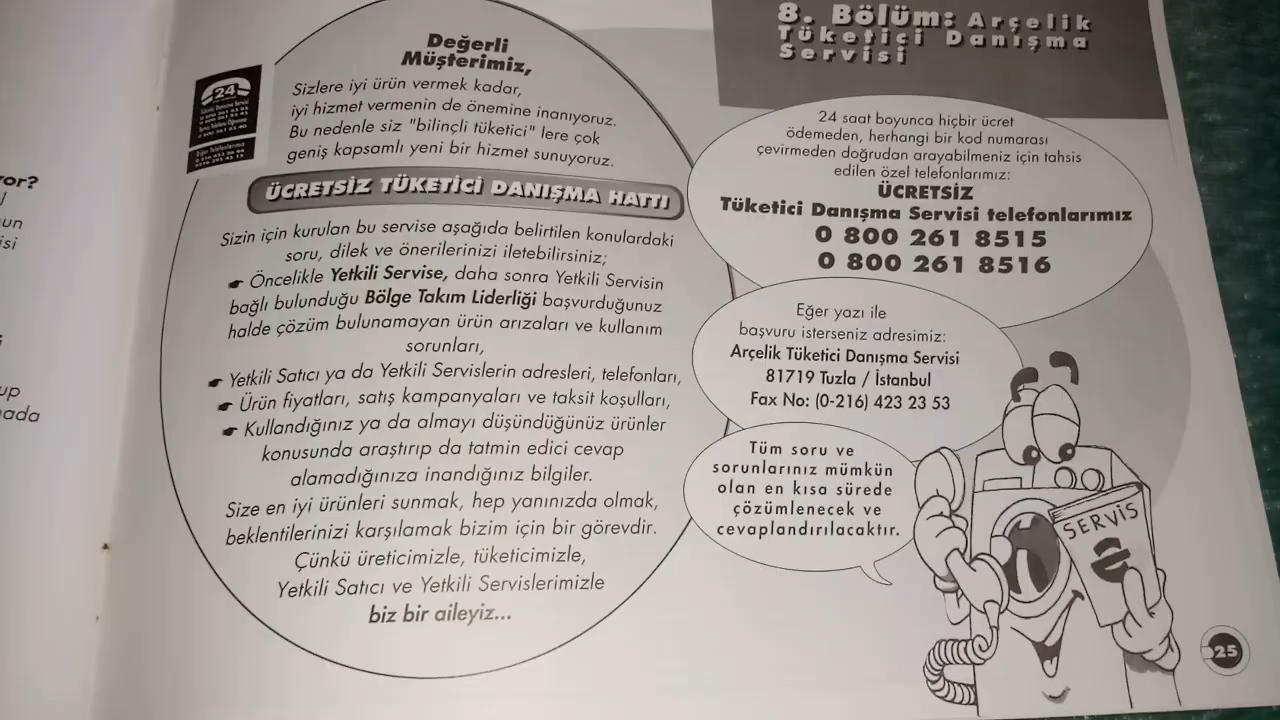 8. Bölüm: Arçelik
Tüketici Danışma
Servisi
Değerli
Müşterimiz,
Sizlere iyi ürün vermek kadar,
iyi hizmet vermenin de önemine inanıyoruz.
Bu nedenle siz "bilinçli tüketici" lere çok
geniş kapsamlı yeni bir hizmet sunuyoruz.
24
Tüketici Danışma Servisi
Diğer Telefonlarımız
ÜCRETSİZ TÜKETİCİ DANIŞMA HATTI
Sizin için kurulan bu servise aşağıda belirtilen konulardaki
soru, dilek ve önerilerinizi iletebilirsiniz;
☛ Öncelikle Yetkili Servise, daha sonra Yetkili Servisin
bağlı bulunduğu Bölge Takım Liderliği başvurduğunuz
halde çözüm bulunamayan ürün arızaları ve kullanım
sorunları,
☛ Yetkili Satıcı ya da Yetkili Servislerin adresleri, telefonları,
☛ Ürün fiyatları, satış kampanyaları ve taksit koşulları,
☛ Kullandığınız ya da almayı düşündüğünüz ürünler
konusunda araştırıp da tatmin edici cevap
alamadığınıza inandığınız bilgiler.
Size en iyi ürünleri sunmak, hep yanınızda olmak,
beklentilerinizi karşılamak bizim için bir görevdir.
Çünkü üreticimizle, tüketicimizle,
Yetkili Satıcı ve Yetkili Servislerimizle
biz bir aileyiz...
24 saat boyunca hiçbir ücret
ödemeden, herhangi bir kod numarası
çevirmeden doğrudan arayabilmeniz için tahsis
edilen özel telefonlarımız:
ÜCRETSİZ
Tüketici Danışma Servisi telefonlarımız
0 800 261 8515
0 800 261 8516
Eğer yazı ile
başvuru isterseniz adresimiz:
Arçelik Tüketici Danışma Servisi
81719 Tuzla / İstanbul
Fax No: (0-216) 423 23 53
Tüm soru ve
sorunlarınız mümkün
olan en kısa sürede
çözümlenecek ve
cevaplandırılacaktır.
SERVİS
25